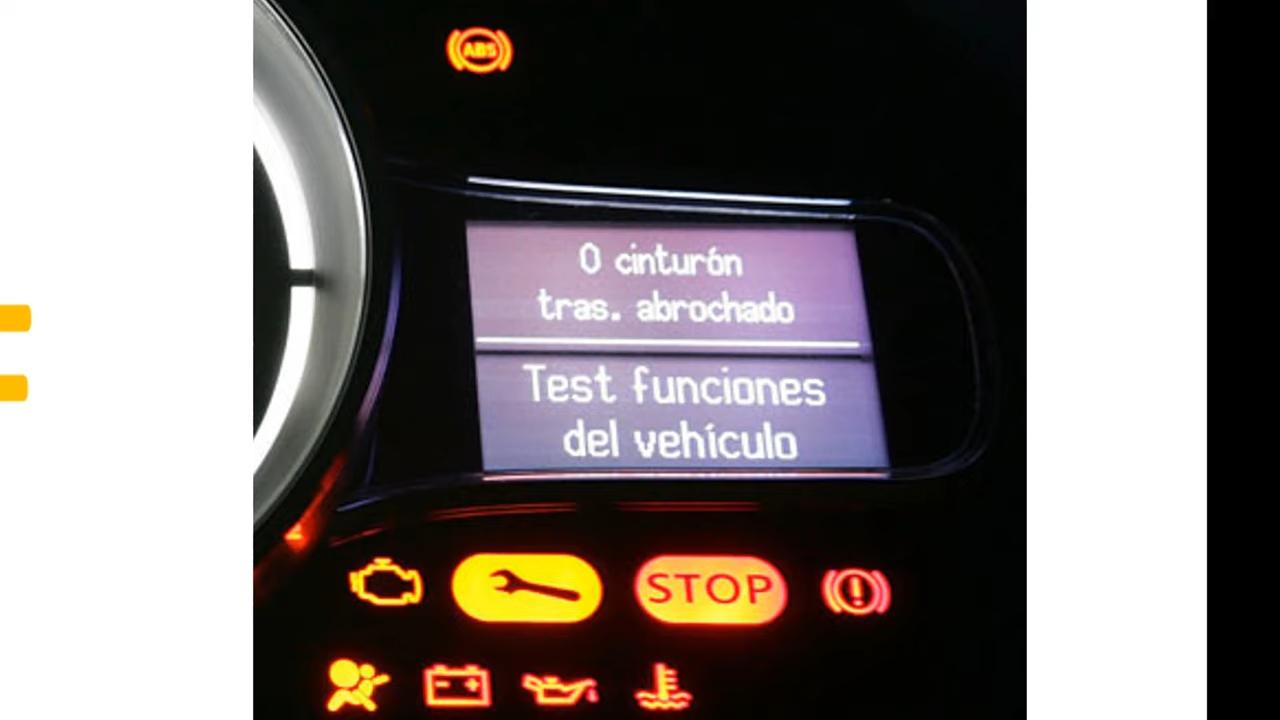 ABS
0 cinturón
tras. abrochado
Test funciones
del vehículo
STOP